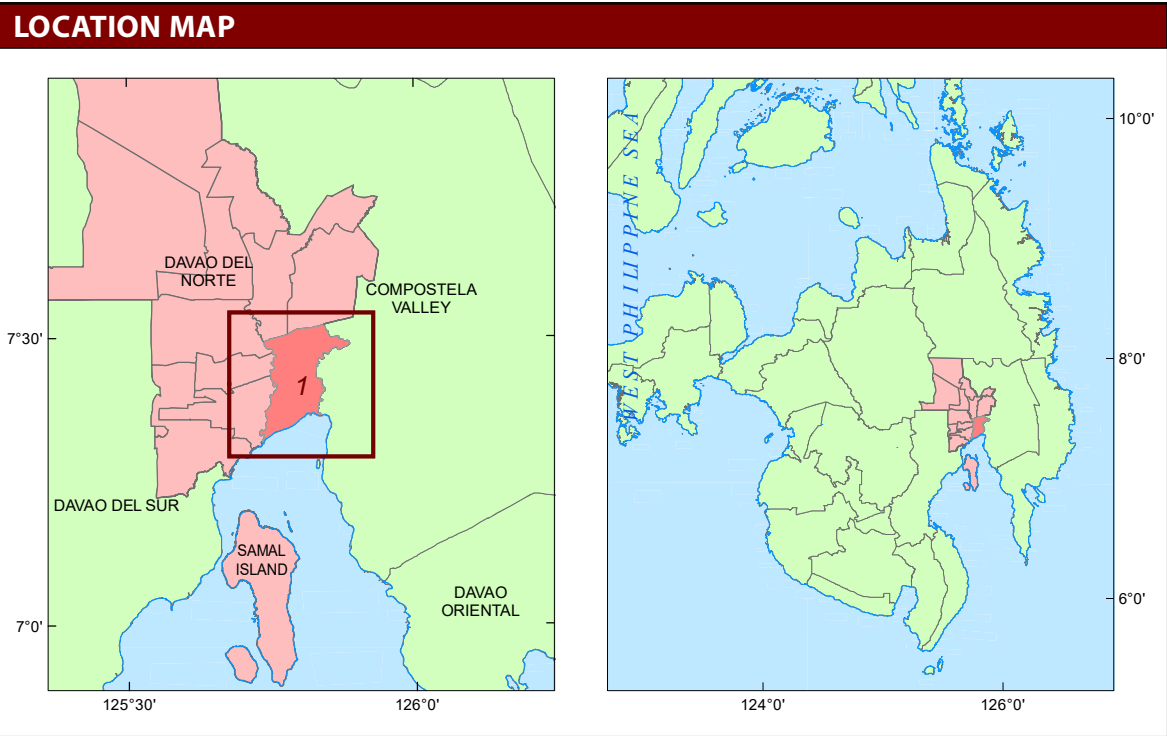 LOCATION MAP
DAVAO DEL
NORTE
COMPOSTELA
VALLEY
7°30'
1
DAVAO DEL SUR
SAMAL
ISLAND
DAVAO
ORIENTAL
7°0'
125°30'
126°0'
WEST PHILIPPINE SEA
10°0'
8°0'
6°0'
124°0'
126°0'